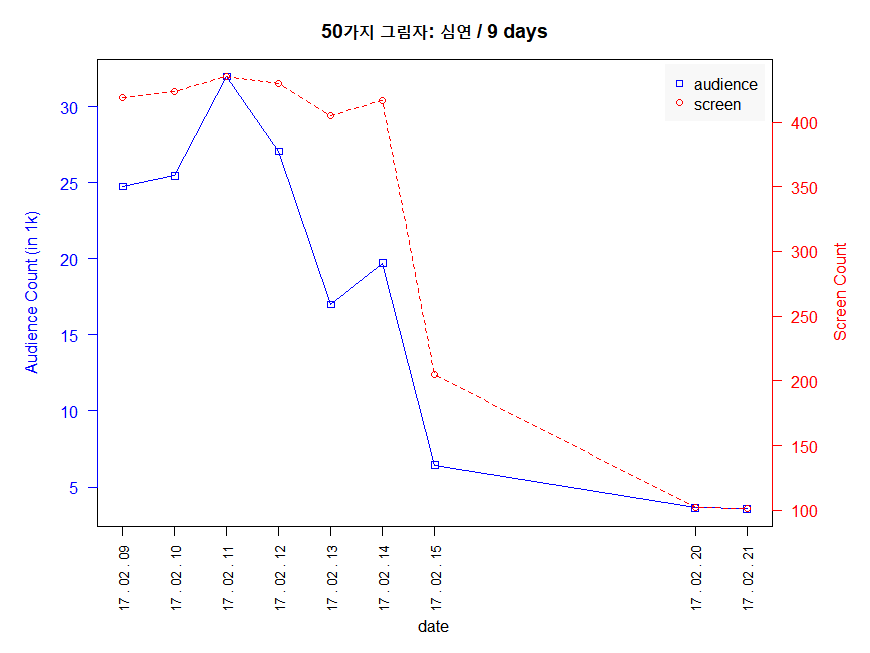 50가지 그림자: 심연 / 9 days
audience
screen
30
25
20
15
10
5
Audience Count (in 1k)
400
350
300
250
200
150
100
Screen Count
17 . 02 . 09
17 . 02 . 10
17 . 02 . 11
17 . 02 . 12
17 . 02 . 13
17 . 02 . 14
17 . 02 . 15
17 . 02 . 20
17 . 02 . 21
date